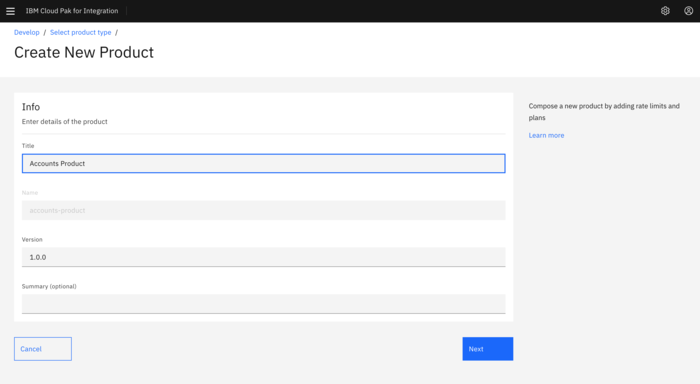 IBM Cloud Pak for Integration
Develop / Select product type /
Create New Product
Info
Enter details of the product
Title
Accounts Product
Name
accounts-product
Version
1.0.0
Summary (optional)
Cancel
Next
Compose a new product by adding rate limits and
plans
Learn more